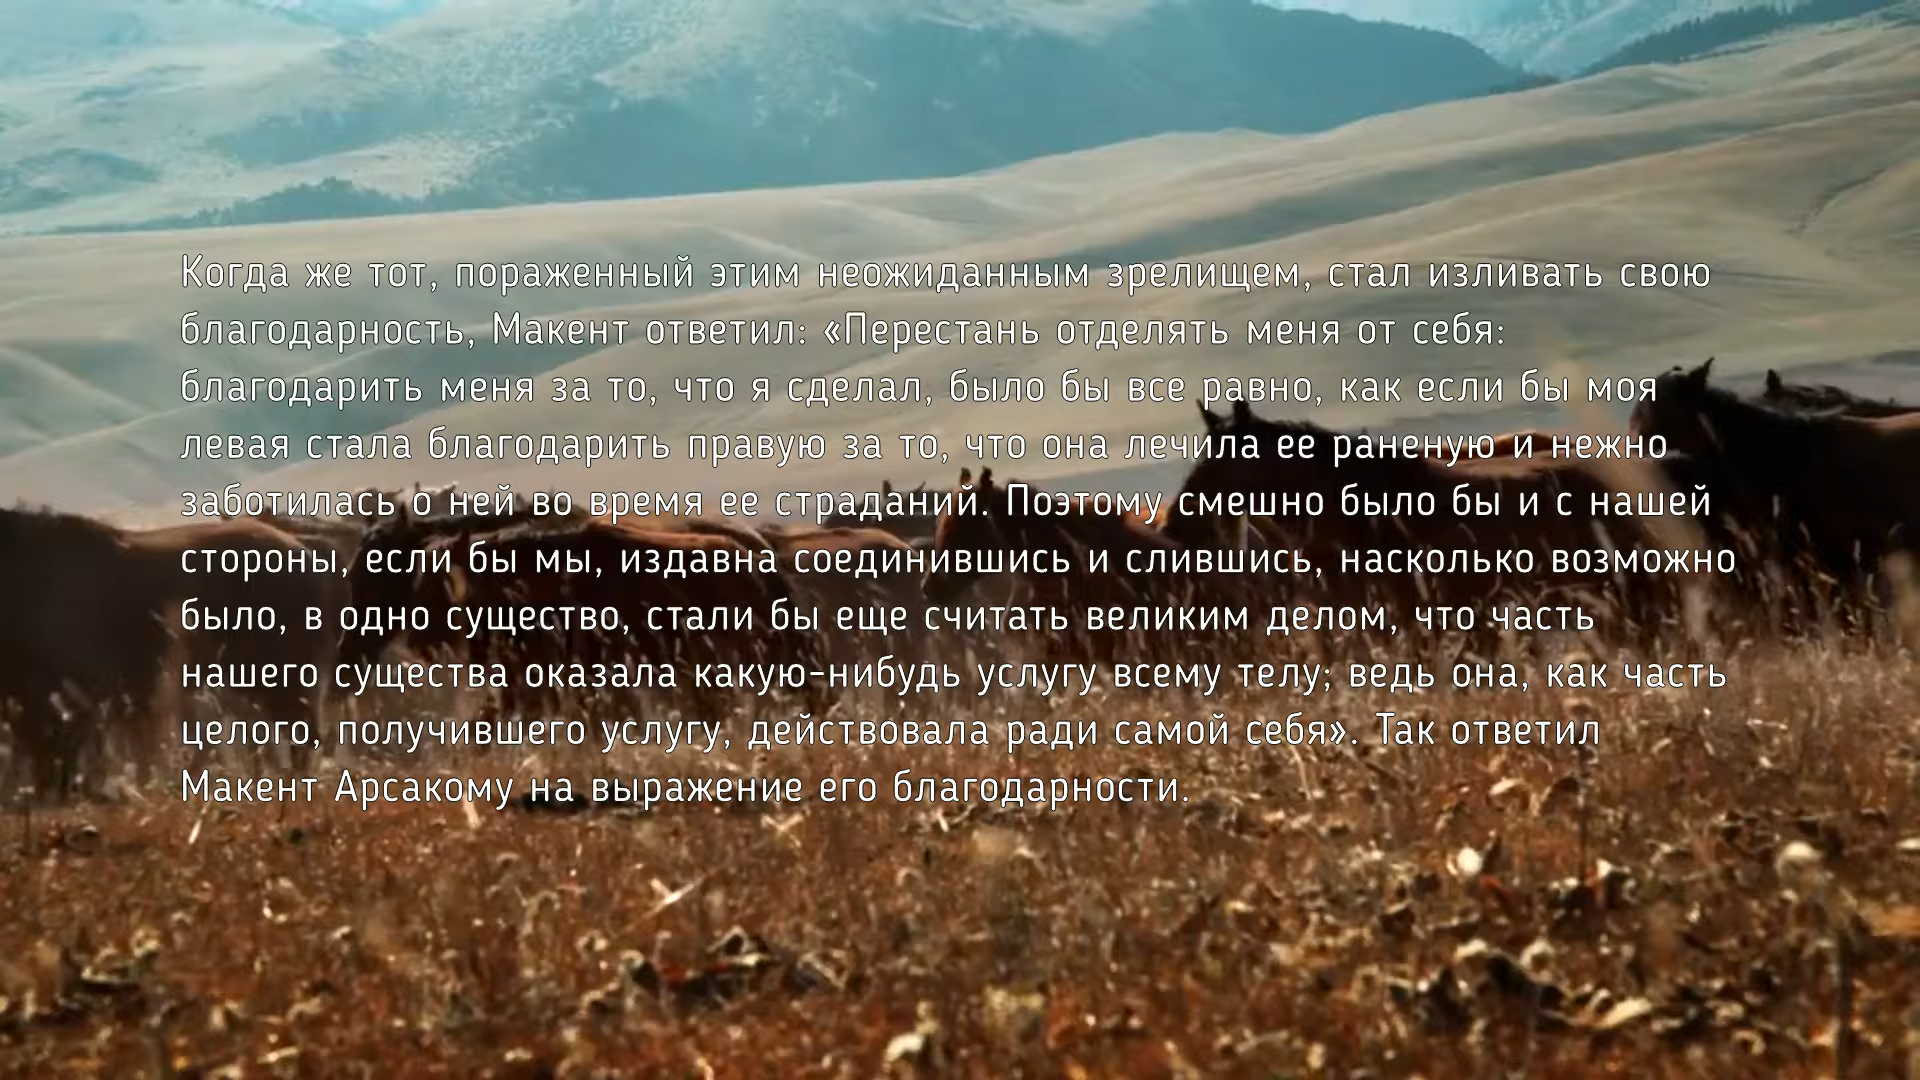 Когда же тот, пораженный этим неожиданным зрелищем, стал изливать свою
благодарность, Макент ответил: «Перестань отделять меня от себя:
благодарить меня за то, что я сделал, было бы все равно, как если бы моя
левая стала благодарить правую за то, что она лечила ее раненую и нежно
заботилась о ней во время ее страданий. Поэтому смешно было бы и с нашей
стороны, если бы мы, издавна соединившись и слившись, насколько возможно
было, в одно существо, стали бы еще считать великим делом, что часть
нашего существа оказала какую-нибудь услугу всему телу; ведь она, как часть
целого, получившего услугу, действовала ради самой себя». Так ответил
Макент Арсакому на выражение его благодарности.